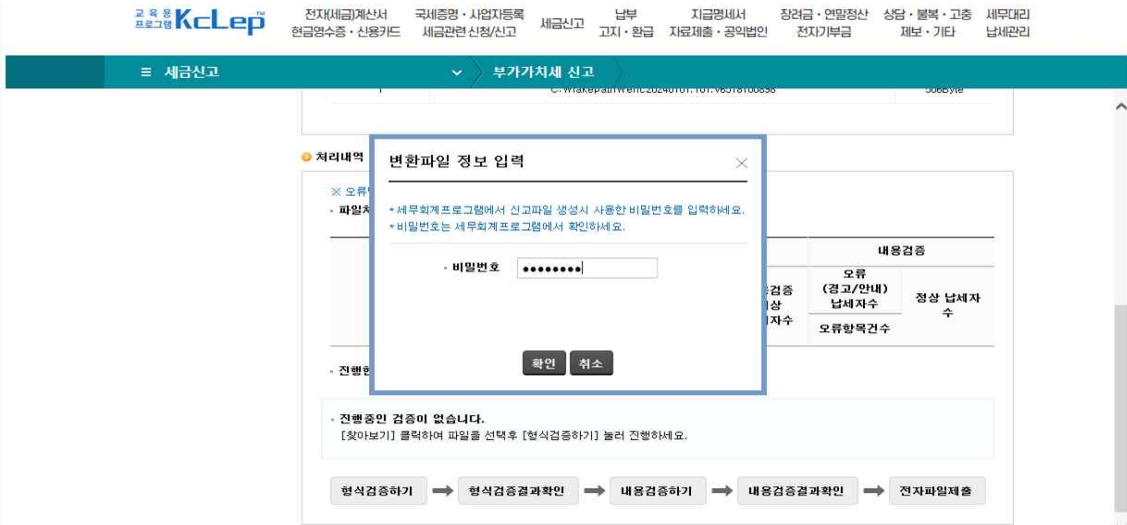 교육용
프로그램 KcLep™
전자(세금)계산서
현금영수증·신용카드
국세증명·사업자등록
세금관련 신청/신고
세금신고
납부
고지·환급
지급명세서
자료제출·공익법인
장려금·연말정산
전자기부금
상담·불복·고충
제보·기타
세무대리
납세관리
≡ 세금신고
부가가치세 신고
1
처리내역
변환파일 정보 입력
※ 오류
- 파일
* 세무회계프로그램에서 신고파일 생성시 사용한 비밀번호를 입력하세요.
* 비밀번호는 세무회계프로그램에서 확인하세요.
- 비밀번호 ●●●●●●●●
확인 취소
내용검증
검증
상
자수
오류
(경고/안내)
납세자수
오류항목건수
정상 납세자
수
- 진행
- 진행중인 검증이 없습니다.
[찾아보기] 클릭하여 파일을 선택후 [형식검증하기] 눌러 진행하세요.
형식검증하기 ➡ 형식검증결과확인 ➡ 내용검증하기 ➡ 내용검증결과확인 ➡ 전자파일제출